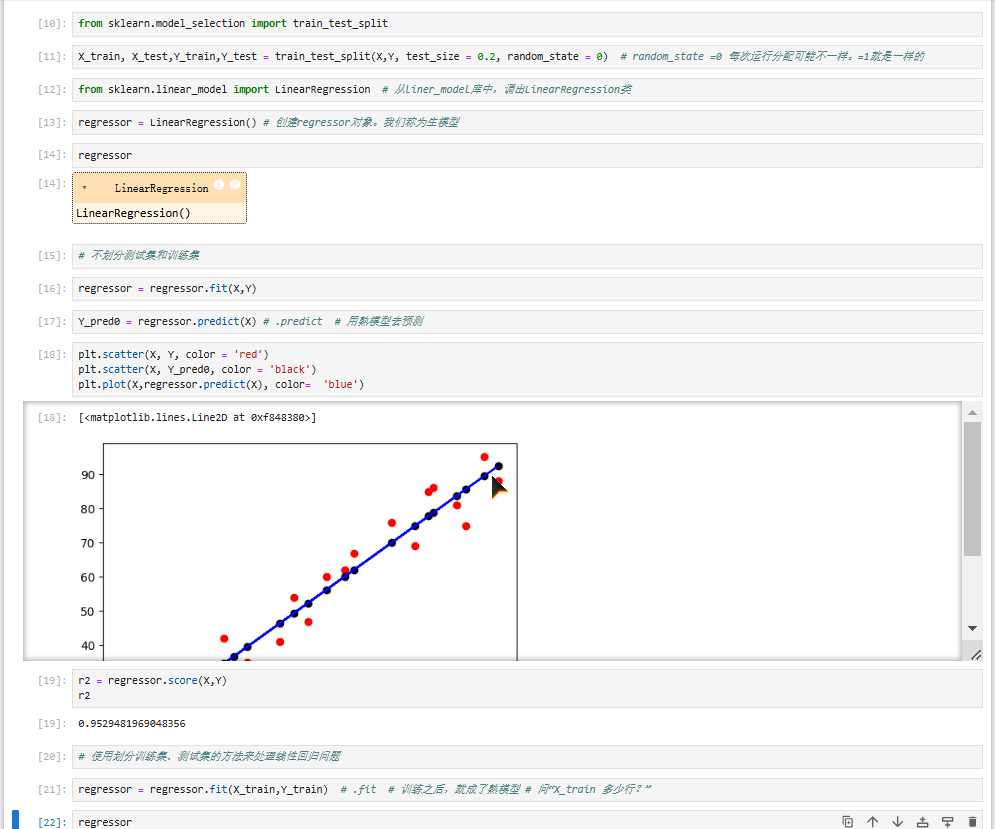 [10]: from sklearn.model_selection import train_test_split
[11]: X_train, X_test,Y_train,Y_test = train_test_split(X,Y, test_size = 0.2, random_state = 0)  # random_state =0 每次运行分配可能不一样。=1就是一样的
[12]: from sklearn.linear_model import LinearRegression  # 从liner_model库中，调出LinearRegression类
[13]: regressor = LinearRegression() # 创建regressor对象。我们称为生模型
[14]: regressor
[14]: LinearRegression i ?
LinearRegression()
[15]: # 不划分测试集和训练集
[16]: regressor = regressor.fit(X,Y)
[17]: Y_pred0 = regressor.predict(X) # .predict  # 用熟模型去预测
[18]: plt.scatter(X, Y, color = 'red')
plt.scatter(X, Y_pred0, color = 'black')
plt.plot(X,regressor.predict(X), color=  'blue')
[18]: [<matplotlib.lines.Line2D at 0xf848380>]
90
80
70
60
50
40
[19]: r2 = regressor.score(X,Y)
r2
[19]: 0.9529481969048356
[20]: # 使用划分训练集、测试集的方法来处理线性回归问题
[21]: regressor = regressor.fit(X_train,Y_train)  # .fit  # 训练之后，就成了熟模型 # 问“X_train 多少行？”
[22]: regressor